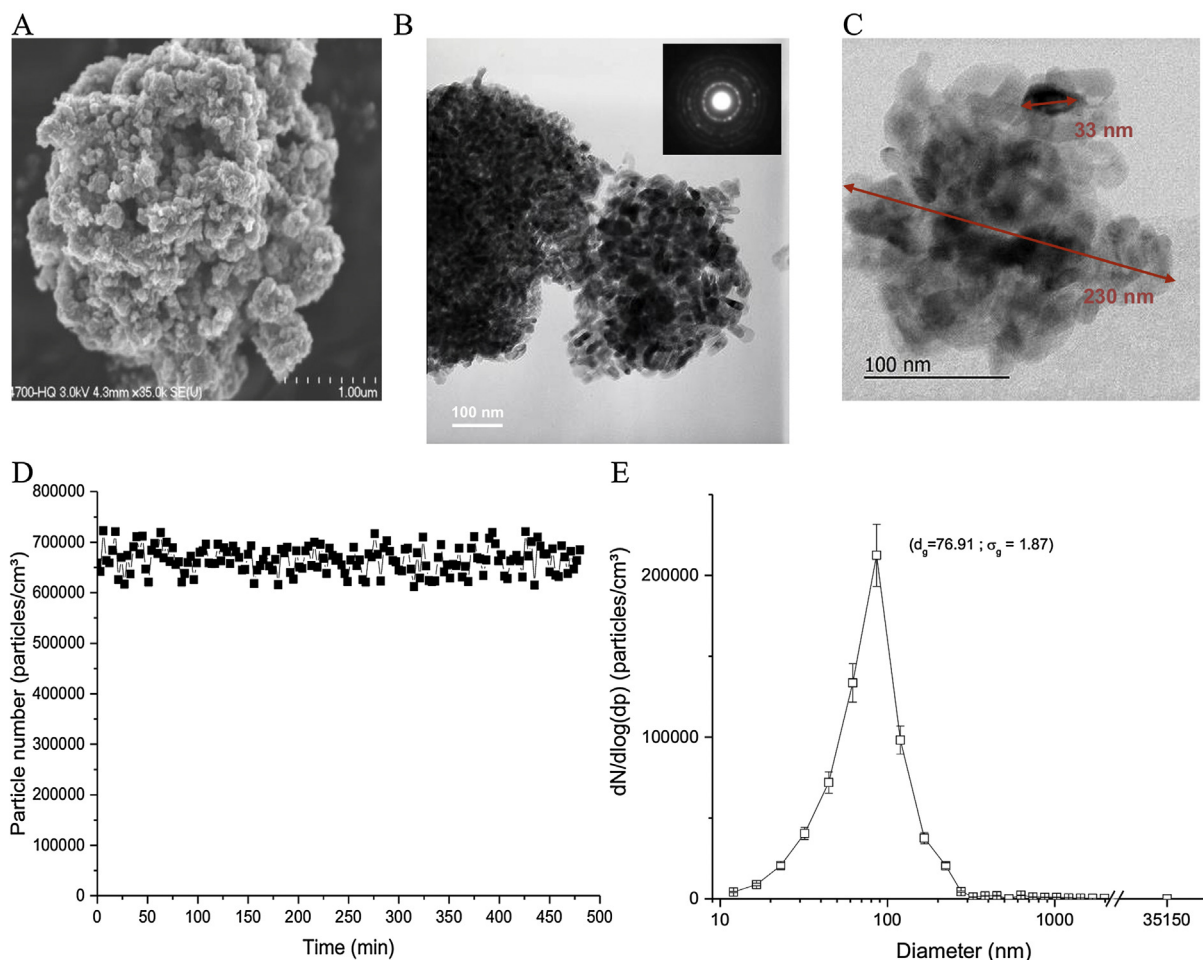 A
B
C
4700-HQ 3.0kV 4.3mm x35.0k SE(U)
1.00um
100 nm
33 nm
230 nm
100 nm
D
E
800000
700000
600000
500000
400000
300000
200000
100000
0
Particle number (particles/cm³)
0 50 100 150 200 250 300 350 400 450 500
Time (min)
(dg=76.91 ; σg = 1.87)
200000
100000
0
dN/dlog(dp) (particles/cm³)
10 100 1000 35150
Diameter (nm)